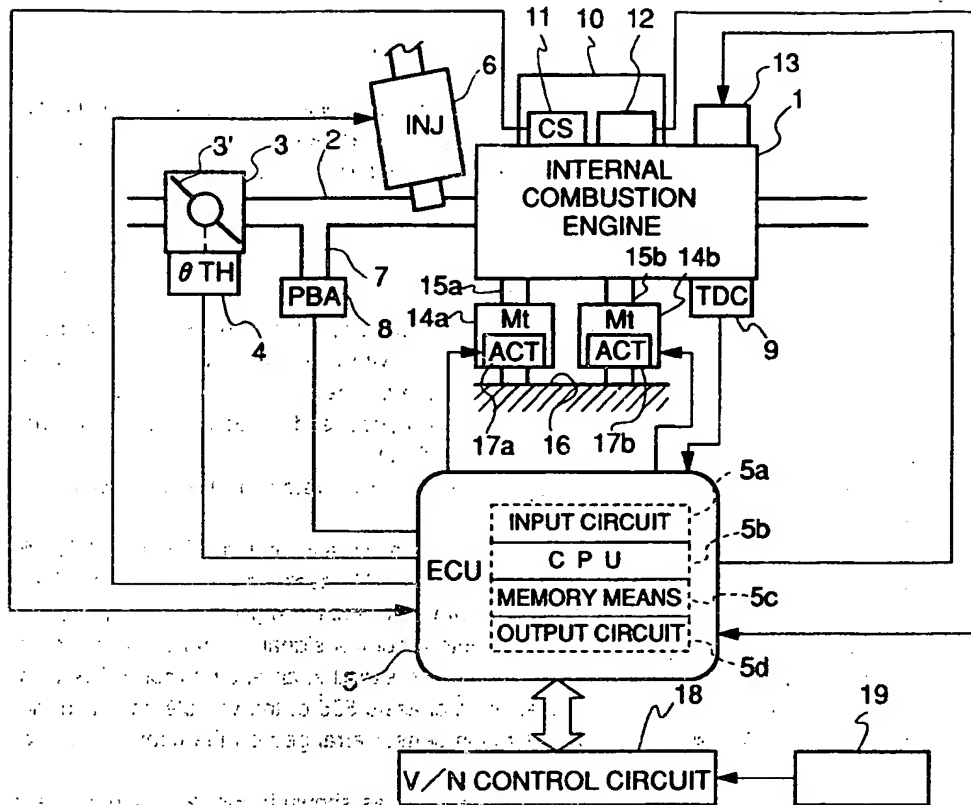 11
12
10
6
13
1
INJ
CS
3'
3
2
INTERNAL
COMBUSTION
ENGINE
θ TH
7
15a
15b
14b
PBA
14a
Mt
Mt
TDC
4
8
ACT
ACT
9
17a
16
17b
5a
INPUT CIRCUIT
5b
ECU
C P U
MEMORY MEANS
5c
OUTPUT CIRCUIT
5
5d
18
19
V/N CONTROL CIRCUIT